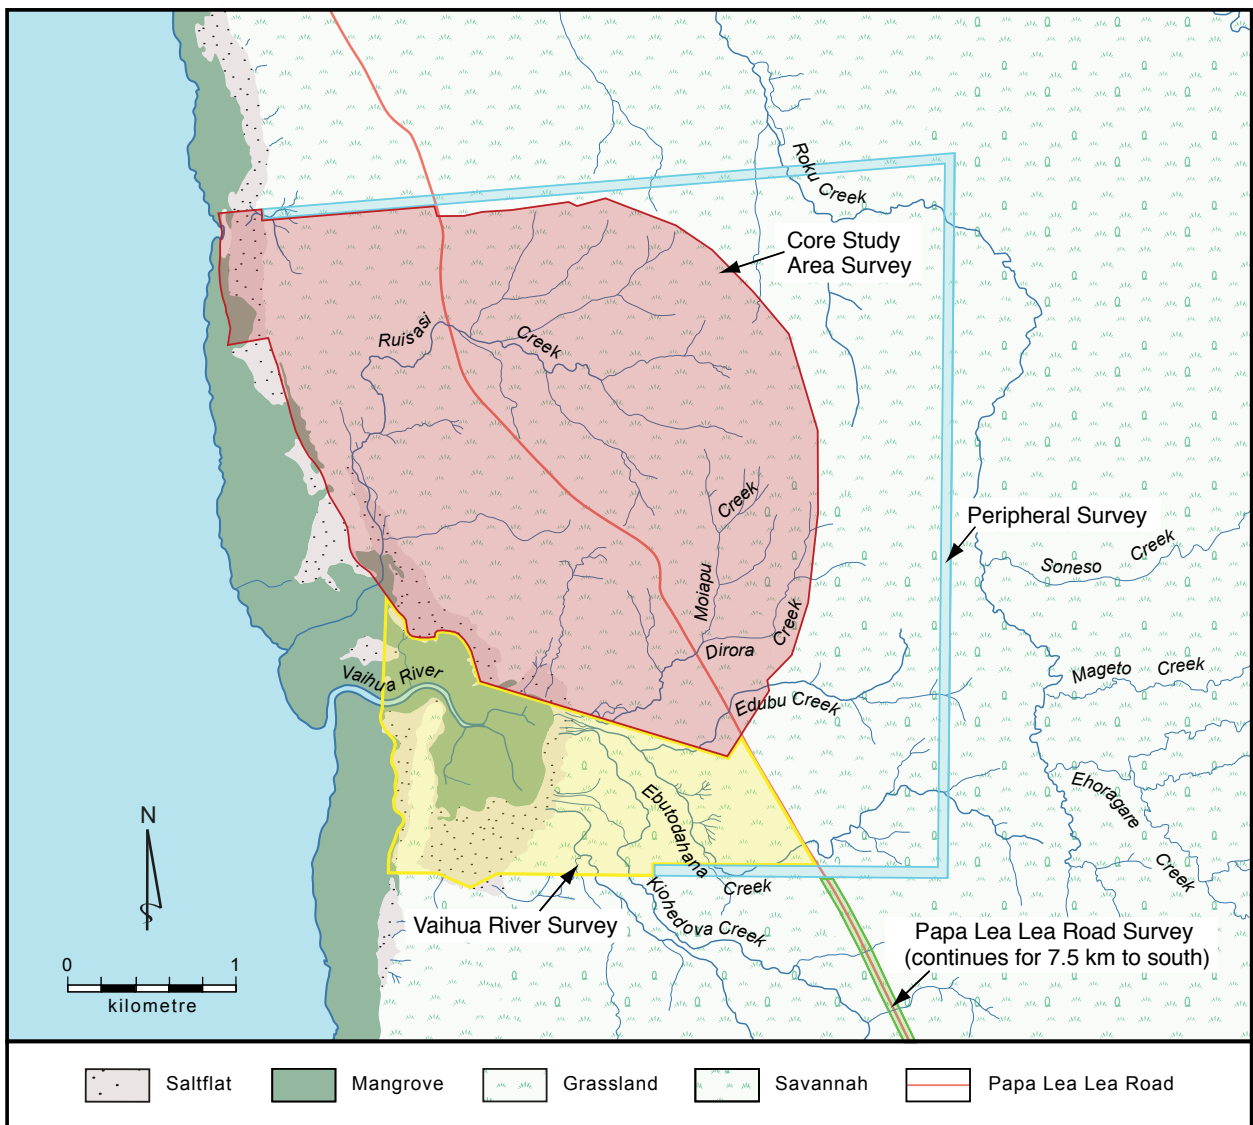 Roku Creek
Core Study
Area Survey
Ruisasi
Creek
Creek
Peripheral Survey
Soneso
Creek
Moiapu
Creek
Dirora
Vaihua River
Mageto
Creek
Edubu Creek
Ehoragare
Creek
Ebutodahana
Creek
Kiohedova Creek
Vaihua River Survey
Papa Lea Lea Road Survey
(continues for 7.5 km to south)
N
0
1
kilometre
Saltflat
Mangrove
Grassland
Savannah
Papa Lea Lea Road